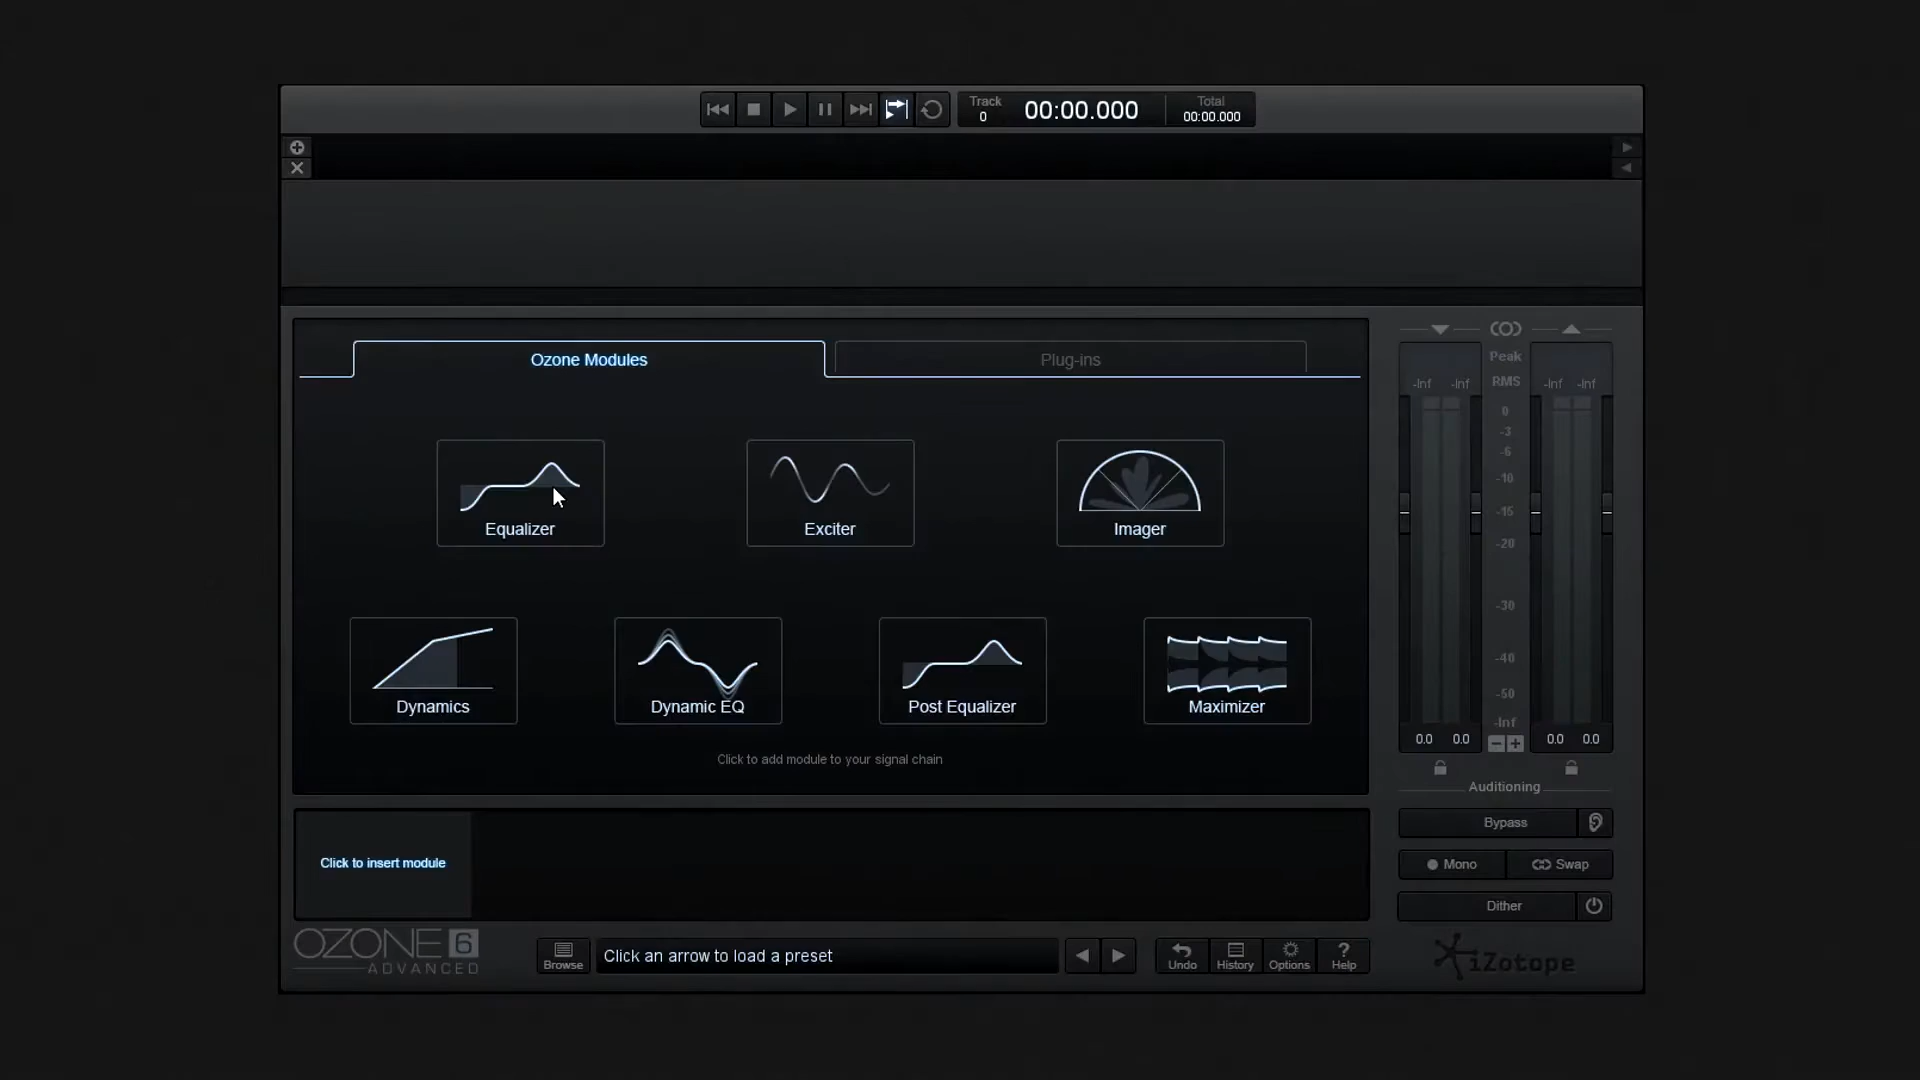 Track
0
00:00.000
Total
00:00.000
Ozone Modules
Plug-ins
Equalizer
Exciter
Imager
Dynamics
Dynamic EQ
Post Equalizer
Maximizer
Click to add module to your signal chain
Peak
-Inf -Inf RMS -Inf -Inf
0
-3
-6
-10
-15
-20
-30
-40
-50
-Inf
0.0 0.0 0.0 0.0
Auditioning
Bypass
Mono Swap
Dither
Click to insert module
OZONE 6
ADVANCED
Browse
Click an arrow to load a preset
Undo
History
Options
?
Help
iZotope